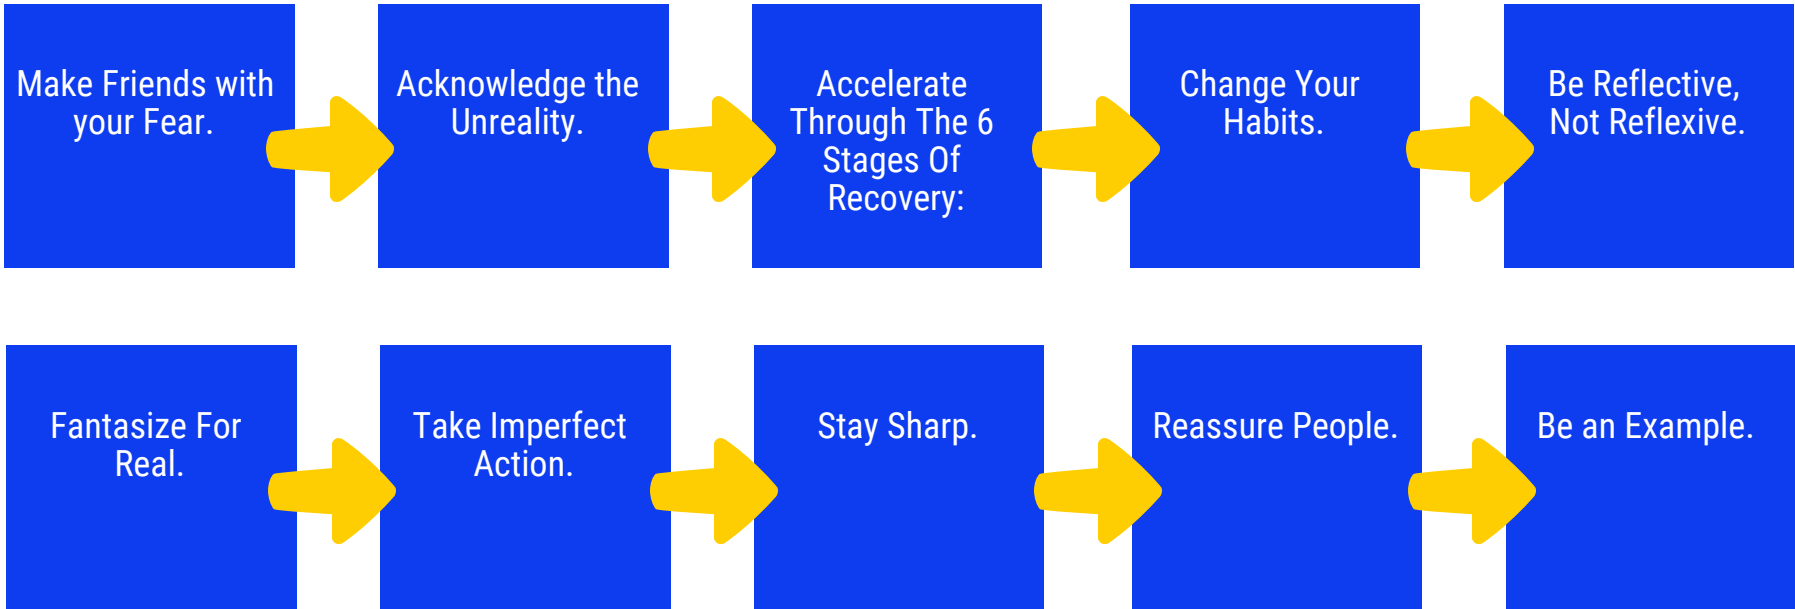 Make Friends with
your Fear.
Acknowledge the
Unreality.
Accelerate
Through The 6
Stages Of
Recovery:
Change Your
Habits.
Be Reflective,
Not Reflexive.
Fantasize For
Real.
Take Imperfect
Action.
Stay Sharp.
Reassure People.
Be an Example.